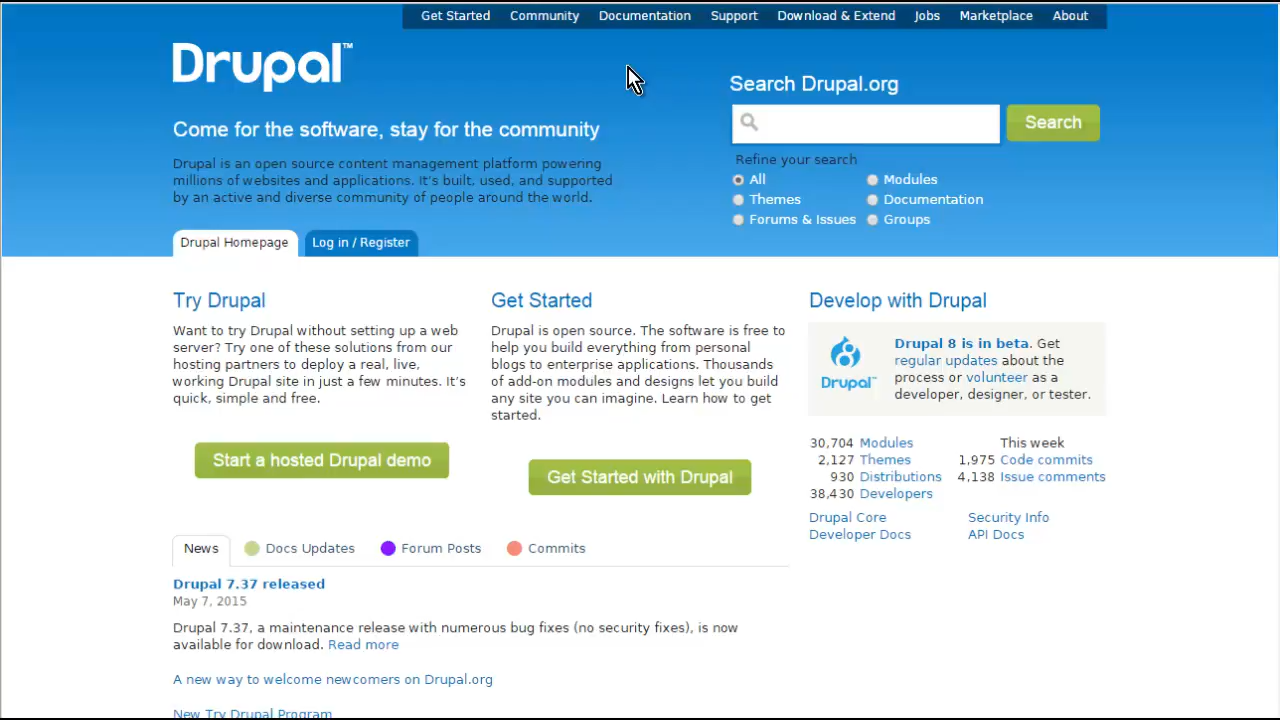 Get Started Community Documentation Support Download & Extend Jobs Marketplace About
Drupal™
Come for the software, stay for the community
Drupal is an open source content management platform powering
millions of websites and applications. It’s built, used, and supported
by an active and diverse community of people around the world.
Search Drupal.org
Search
Refine your search
All Modules
Themes Documentation
Forums & Issues Groups
Drupal Homepage Log in / Register
Try Drupal
Want to try Drupal without setting up a web
server? Try one of these solutions from our
hosting partners to deploy a real, live,
working Drupal site in just a few minutes. It’s
quick, simple and free.
Start a hosted Drupal demo
Get Started
Drupal is open source. The software is free to
help you build everything from personal
blogs to enterprise applications. Thousands
of add-on modules and designs let you build
any site you can imagine. Learn how to get
started.
Get Started with Drupal
Develop with Drupal
Drupal™
Drupal 8 is in beta. Get
regular updates about the
process or volunteer as a
developer, designer, or tester.
30,704 Modules This week
2,127 Themes 1,975 Code commits
930 Distributions 4,138 Issue comments
38,430 Developers
Drupal Core Security Info
Developer Docs API Docs
News Docs Updates Forum Posts Commits
Drupal 7.37 released
May 7, 2015
Drupal 7.37, a maintenance release with numerous bug fixes (no security fixes), is now
available for download. Read more
A new way to welcome newcomers on Drupal.org
New Try Drupal Program